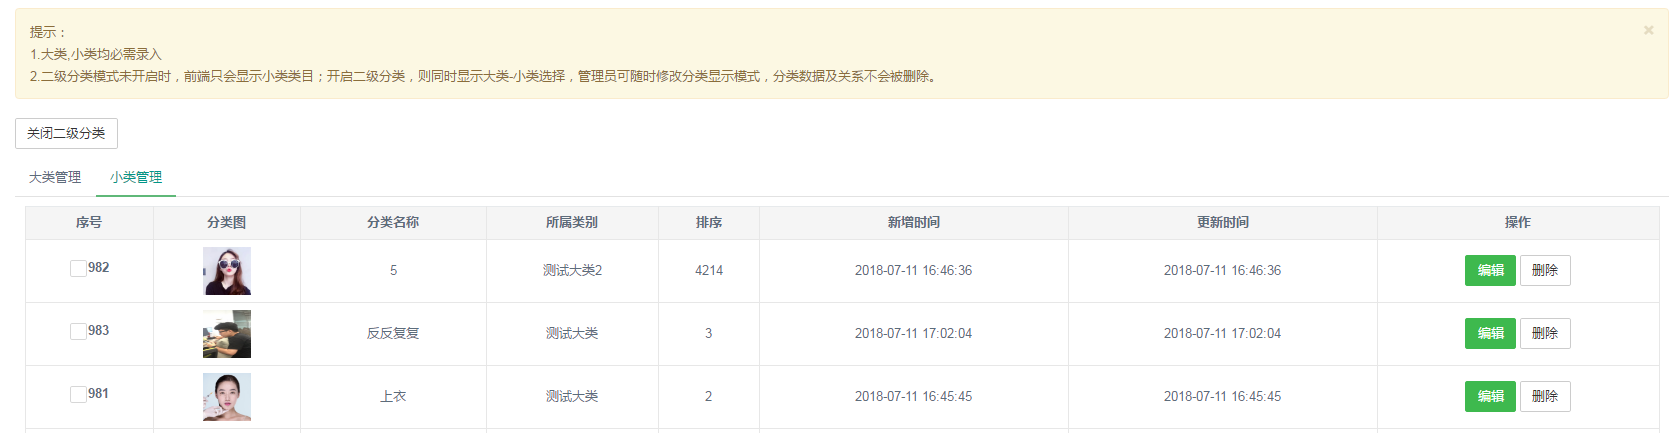 提示：
1.大类,小类均必需录入
2.二级分类模式未开启时，前端只会显示小类类目；开启二级分类，则同时显示大类-小类选择，管理员可随时修改分类显示模式，分类数据及关系不会被删除。
关闭二级分类
大类管理 小类管理
序号 分类图 分类名称 所属类别 排序 新增时间 更新时间 操作
982 5 测试大类2 4214 2018-07-11 16:46:36 2018-07-11 16:46:36 编辑 删除
983 反反复复 测试大类 3 2018-07-11 17:02:04 2018-07-11 17:02:04 编辑 删除
981 上衣 测试大类 2 2018-07-11 16:45:45 2018-07-11 16:45:45 编辑 删除